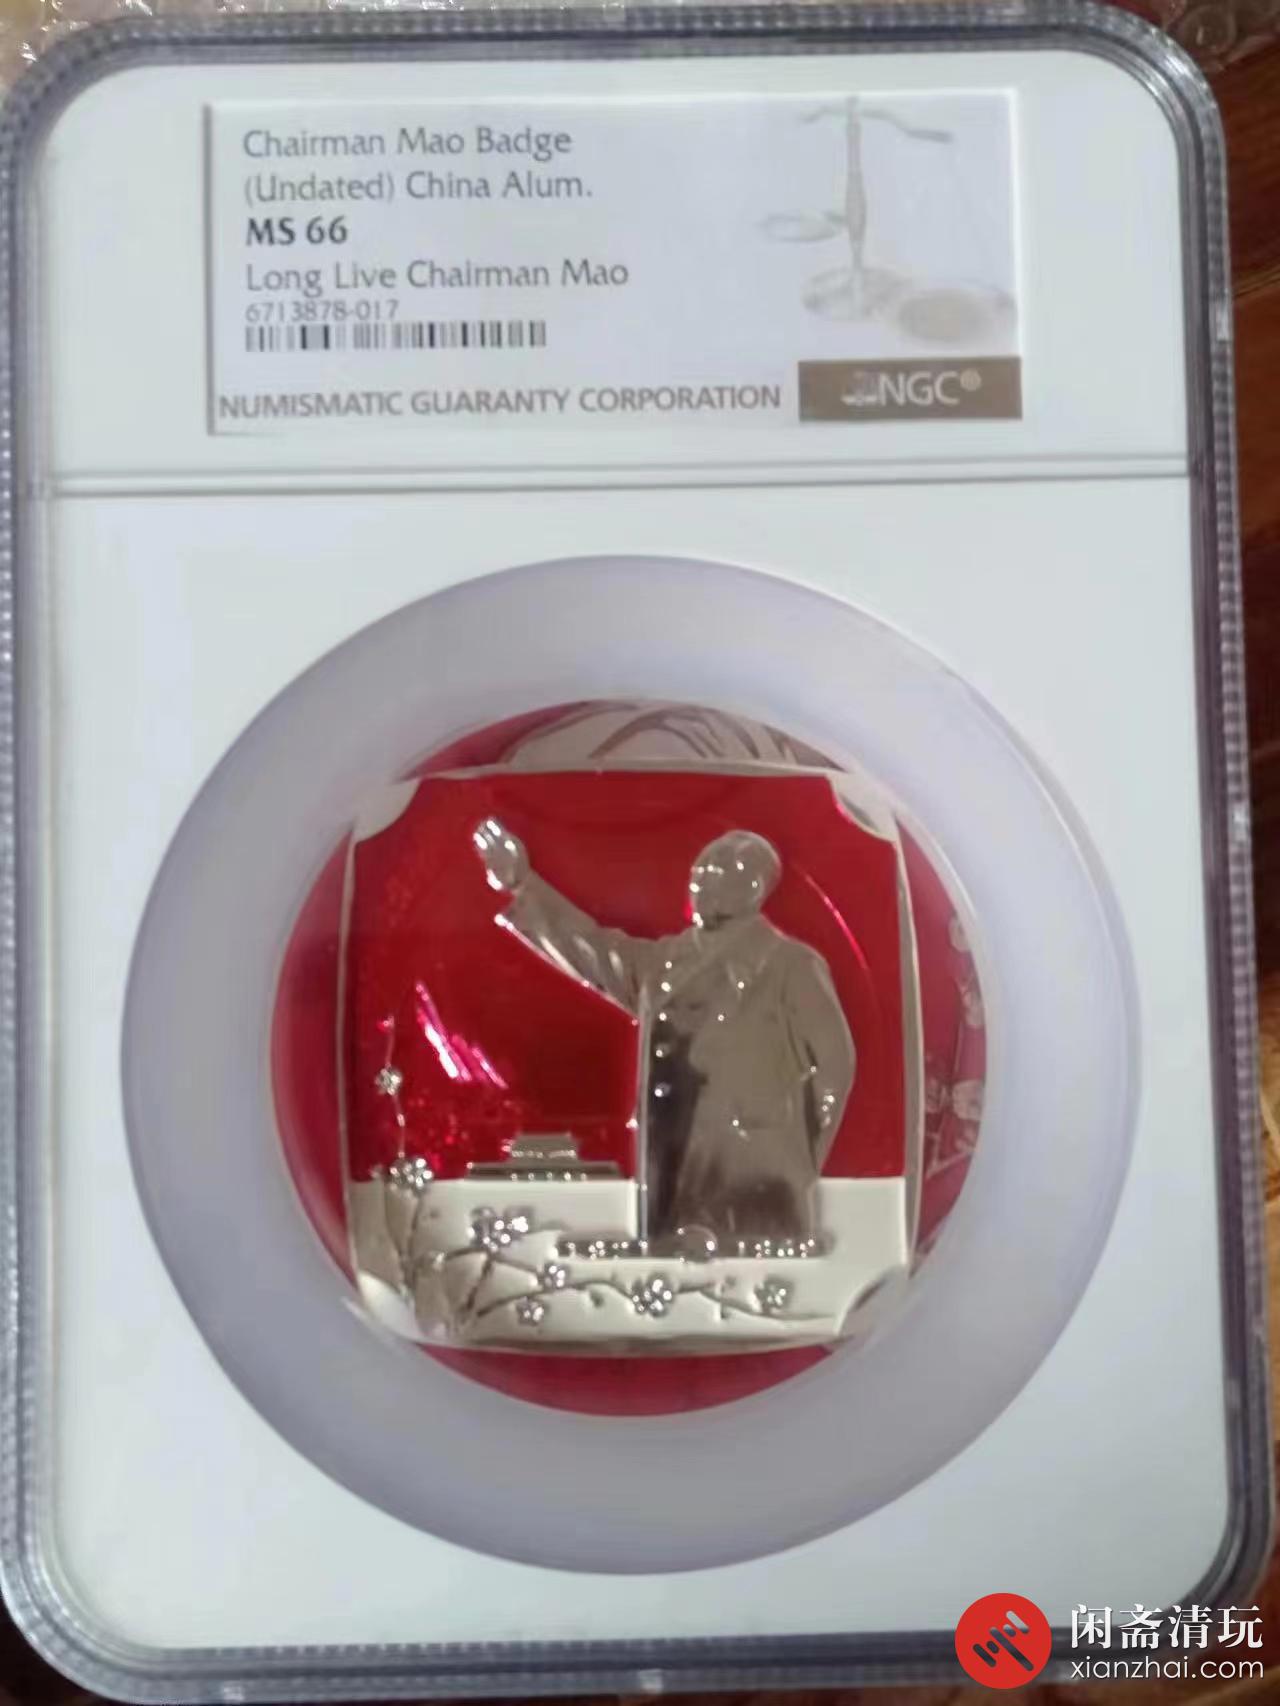 Chairman Mao Badge
(Undated) China Alum.
MS 66
Long Live Chairman Mao
6713878-017
NUMISMATIC GUARANTY CORPORATION
NGC®
闲斋清玩
xianzhai.com